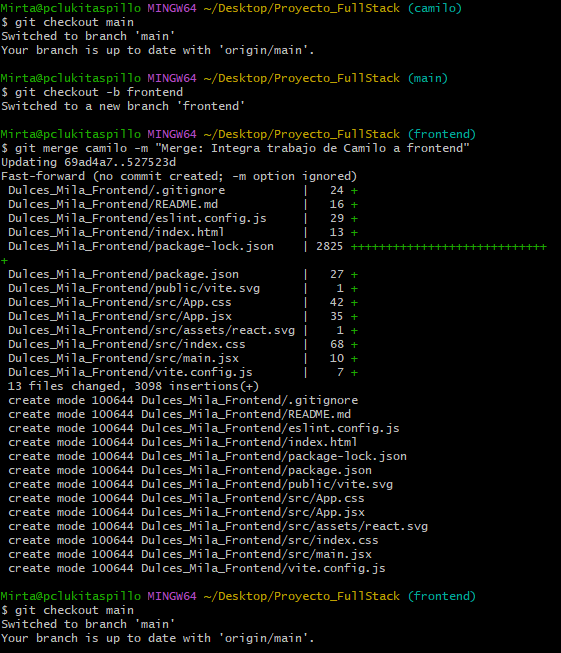 Mirta@pclukitaspillo MINGW64 ~/Desktop/Proyecto_FullStack (camilo)
$ git checkout main
Switched to branch 'main'
Your branch is up to date with 'origin/main'.
Mirta@pclukitaspillo MINGW64 ~/Desktop/Proyecto_FullStack (main)
$ git checkout -b frontend
Switched to a new branch 'frontend'
Mirta@pclukitaspillo MINGW64 ~/Desktop/Proyecto_FullStack (frontend)
$ git merge camilo -m "Merge: Integra trabajo de Camilo a frontend"
Updating 69ad4a7..527523d
Fast-forward (no commit created; -m option ignored)
 Dulces_Mila_Frontend/.gitignore           |   24 +
 Dulces_Mila_Frontend/README.md            |   16 +
 Dulces_Mila_Frontend/eslint.config.js     |   29 +
 Dulces_Mila_Frontend/index.html           |   13 +
 Dulces_Mila_Frontend/package-lock.json    | 2825 ++++++++++++++++++++++++++++
+
 Dulces_Mila_Frontend/package.json         |   27 +
 Dulces_Mila_Frontend/public/vite.svg      |    1 +
 Dulces_Mila_Frontend/src/App.css          |   42 +
 Dulces_Mila_Frontend/src/App.jsx          |   35 +
 Dulces_Mila_Frontend/src/assets/react.svg |    1 +
 Dulces_Mila_Frontend/src/index.css        |   68 +
 Dulces_Mila_Frontend/src/main.jsx         |   10 +
 Dulces_Mila_Frontend/vite.config.js       |    7 +
 13 files changed, 3098 insertions(+)
 create mode 100644 Dulces_Mila_Frontend/.gitignore
 create mode 100644 Dulces_Mila_Frontend/README.md
 create mode 100644 Dulces_Mila_Frontend/eslint.config.js
 create mode 100644 Dulces_Mila_Frontend/index.html
 create mode 100644 Dulces_Mila_Frontend/package-lock.json
 create mode 100644 Dulces_Mila_Frontend/package.json
 create mode 100644 Dulces_Mila_Frontend/public/vite.svg
 create mode 100644 Dulces_Mila_Frontend/src/App.css
 create mode 100644 Dulces_Mila_Frontend/src/App.jsx
 create mode 100644 Dulces_Mila_Frontend/src/assets/react.svg
 create mode 100644 Dulces_Mila_Frontend/src/index.css
 create mode 100644 Dulces_Mila_Frontend/src/main.jsx
 create mode 100644 Dulces_Mila_Frontend/vite.config.js
Mirta@pclukitaspillo MINGW64 ~/Desktop/Proyecto_FullStack (frontend)
$ git checkout main
Switched to branch 'main'
Your branch is up to date with 'origin/main'.